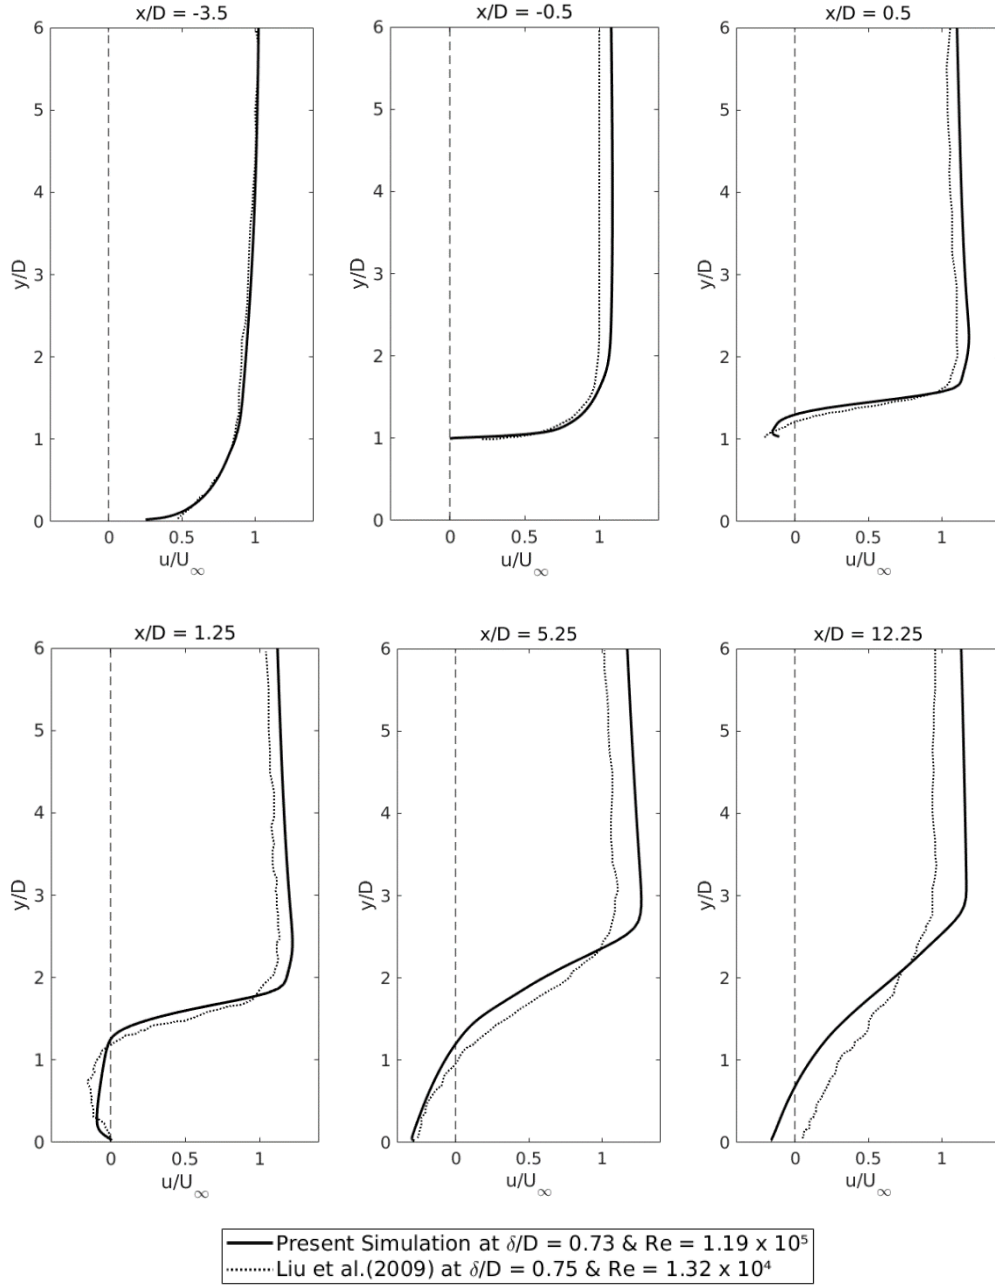 x/D = -3.5
x/D = -0.5
x/D = 0.5
6
5
4
3
2
1
0
y/D
0 0.5 1
u/U∞
6
5
4
3
2
1
0
y/D
0 0.5 1
u/U∞
6
5
4
3
2
1
0
y/D
0 0.5 1
u/U∞
x/D = 1.25
x/D = 5.25
x/D = 12.25
6
5
4
3
2
1
0
y/D
0 0.5 1
u/U∞
6
5
4
3
2
1
0
y/D
0 0.5 1
u/U∞
6
5
4
3
2
1
0
y/D
0 0.5 1
u/U∞
Present Simulation at δ/D = 0.73 & Re = 1.19 x 10⁵
Liu et al.(2009) at δ/D = 0.75 & Re = 1.32 x 10⁴